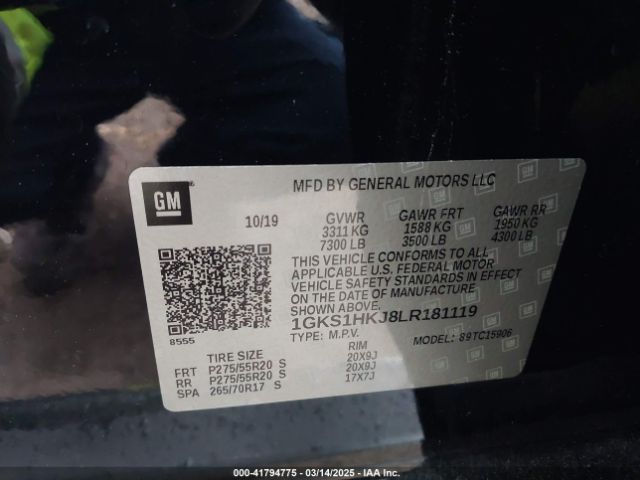 MFD BY GENERAL MOTORS LLC
GM
10/19 GVWR GAWR FRT GAWR RR
3311 KG 1588 KG 1950 KG
7300 LB 3500 LB 4300 LB
THIS VEHICLE CONFORMS TO ALL
APPLICABLE U.S. FEDERAL MOTOR
VEHICLE SAFETY STANDARDS IN EFFECT
ON THE DATE OF MANUFACTURE
SHOWN ABOVE.
8555
1GKS1HKJ8LR181119
TYPE: M.P.V. MODEL: 89TC15906
TIRE SIZE RIM
FRT P275/55R20 S 20X9J
RR P275/55R20 S 20X9J
SPA 265/70R17 S 17X7J
000-41794775 — 03/14/2025 — IAA Inc.